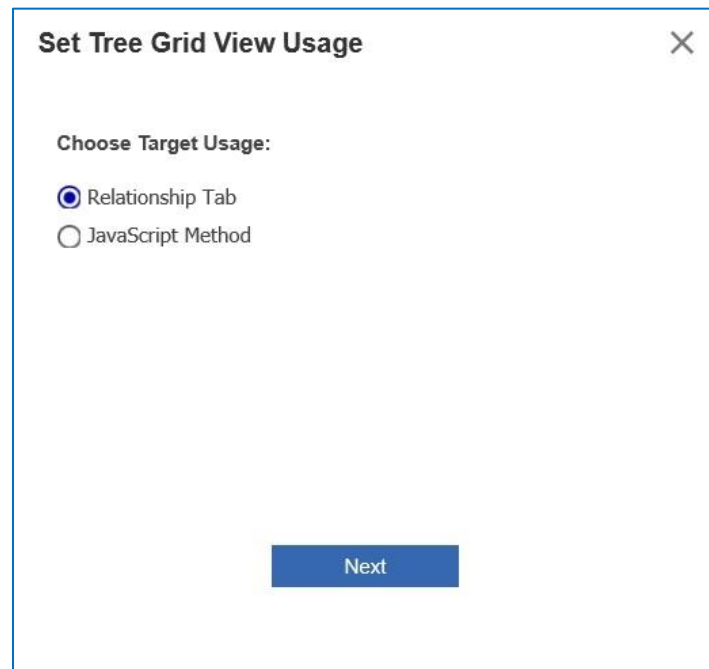 Set Tree Grid View Usage
Choose Target Usage:
Relationship Tab
JavaScript Method
Next